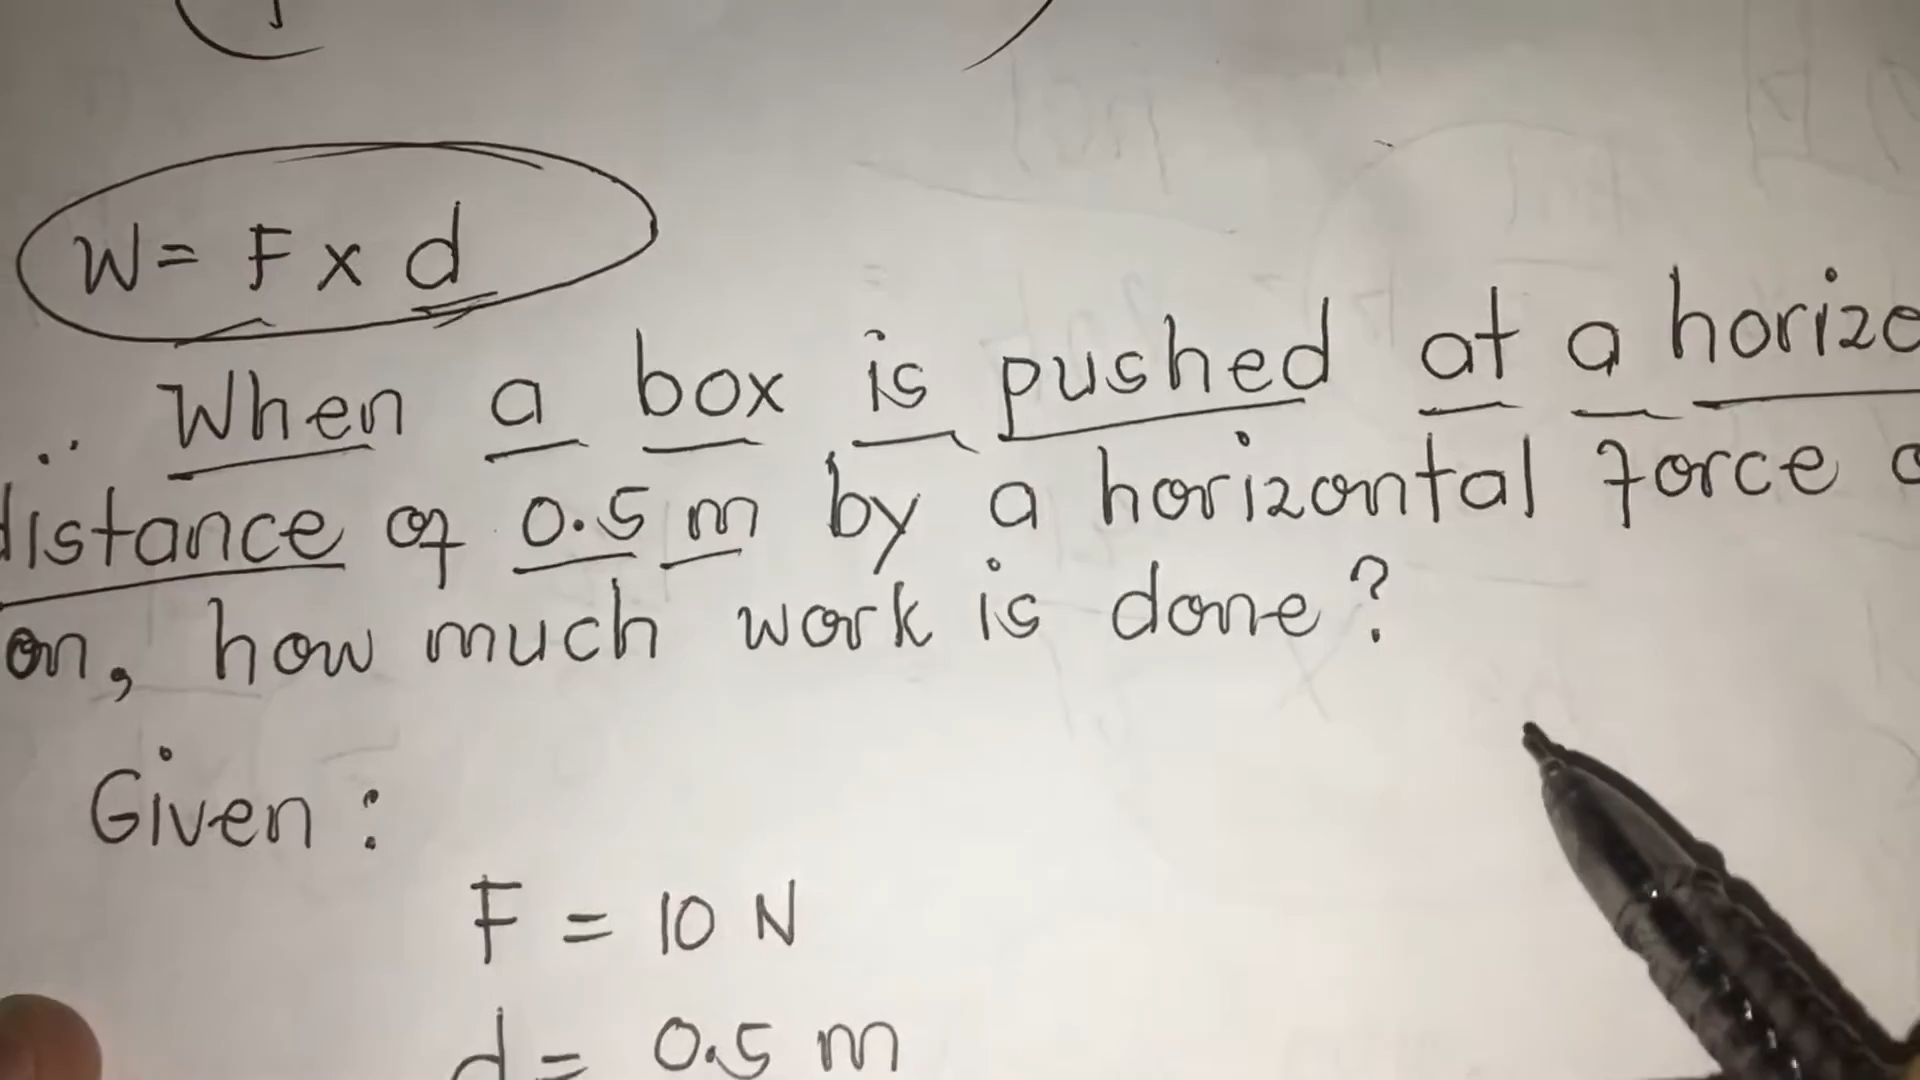 W = F x d
When a box is pushed at a horizo
distance of 0.5 m by a horizontal force o
on, how much work is done?
Given :
F = 10 N
d = 0.5 m